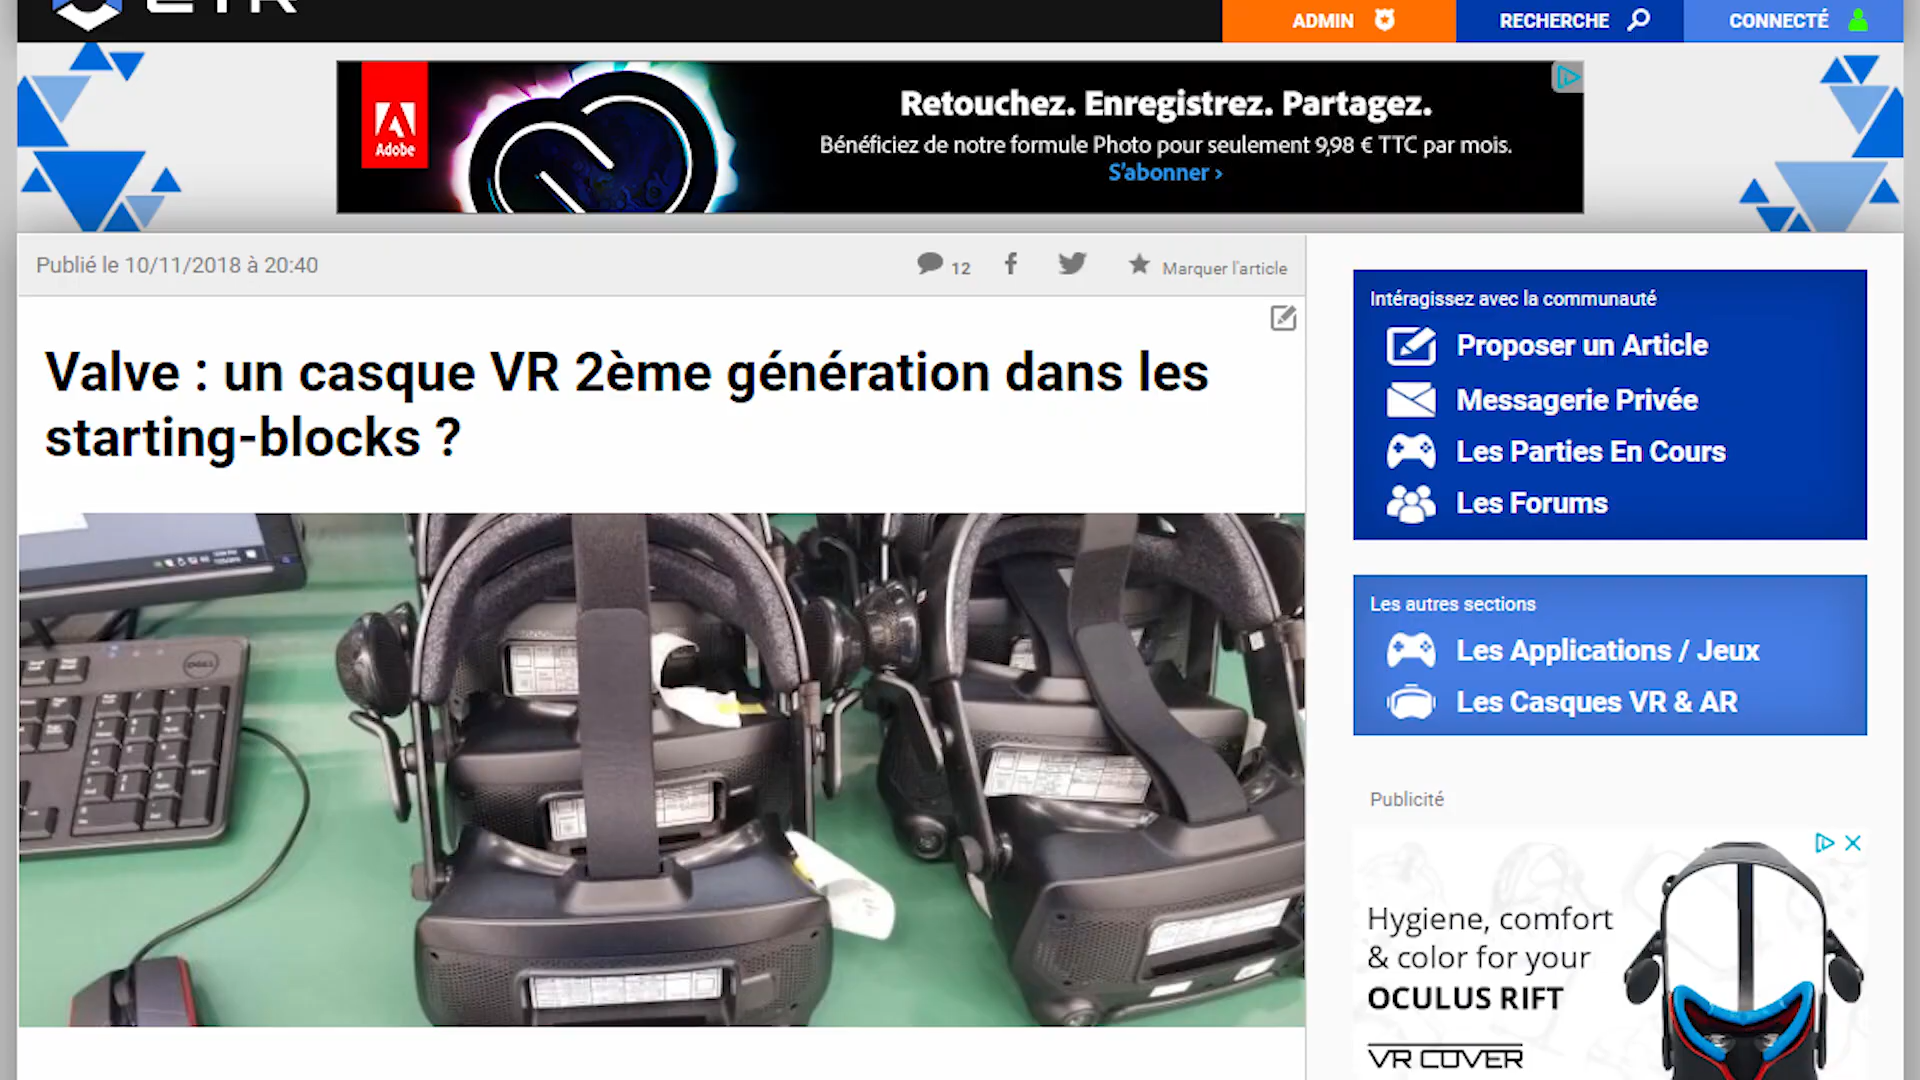 ADMIN
RECHERCHE
CONNECTÉ
Adobe
Retouchez. Enregistrez. Partagez.
Bénéficiez de notre formule Photo pour seulement 9,98 € TTC par mois.
S'abonner ›
Publié le 10/11/2018 à 20:40
12
Marquer l'article
Valve : un casque VR 2ème génération dans les
starting-blocks ?
DELL
Intéragissez avec la communauté
Proposer un Article
Messagerie Privée
Les Parties En Cours
Les Forums
Les autres sections
Les Applications / Jeux
Les Casques VR & AR
Publicité
Hygiene, comfort
& color for your
OCULUS RIFT
VR COVER